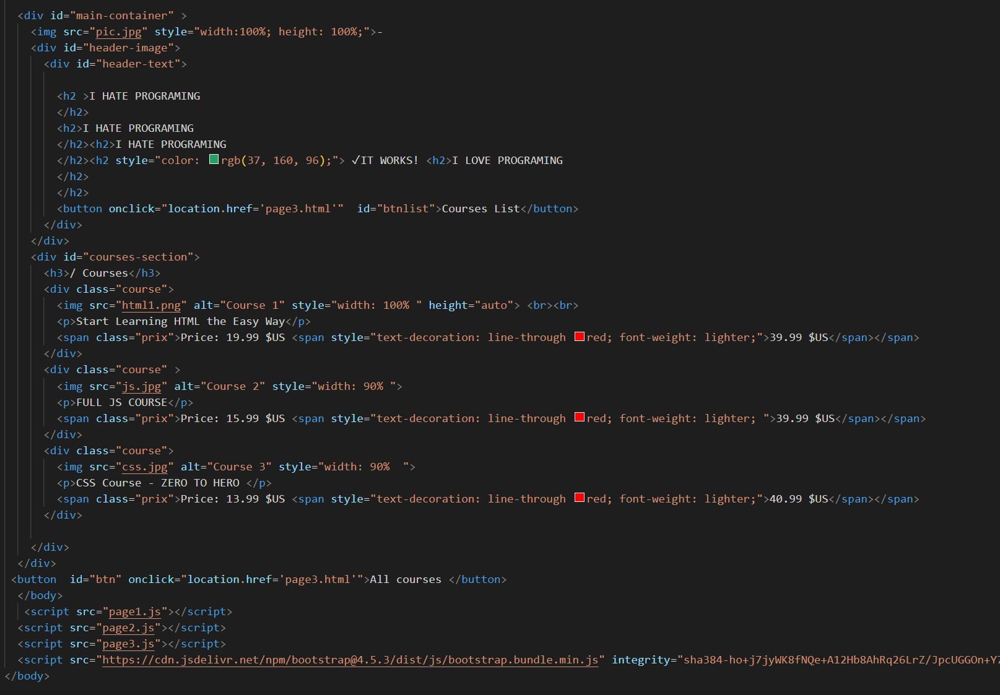 <div id="main-container" >
<img src="pic.jpg" style="width:100%; height: 100%;">-
<div id="header-image">
<div id="header-text">
<h2 >I HATE PROGRAMING
</h2>
<h2>I HATE PROGRAMING
</h2><h2>I HATE PROGRAMING
</h2><h2 style="color: rgb(37, 160, 96);"> ✓IT WORKS! <h2>I LOVE PROGRAMING
</h2>
</h2>
<button onclick="location.href='page3.html'"  id="btnlist">Courses List</button>
</div>
</div>
<div id="courses-section">
<h3>/ Courses</h3>
<div class="course">
<img src="html1.png" alt="Course 1" style="width: 100% " height="auto"> <br><br>
<p>Start Learning HTML the Easy Way</p>
<span class="prix">Price: 19.99 $US <span style="text-decoration: line-through red; font-weight: lighter;">39.99 $US</span></span>
</div>
<div class="course" >
<img src="js.jpg" alt="Course 2" style="width: 90% ">
<p>FULL JS COURSE</p>
<span class="prix">Price: 15.99 $US <span style="text-decoration: line-through red; font-weight: lighter; ">39.99 $US</span></span>
</div>
<div class="course">
<img src="css.jpg" alt="Course 3" style="width: 90%  ">
<p>CSS Course - ZERO TO HERO </p>
<span class="prix">Price: 13.99 $US <span style="text-decoration: line-through red; font-weight: lighter;">40.99 $US</span></span>
</div>
</div>
</div>
<button  id="btn" onclick="location.href='page3.html'">All courses </button>
</body>
<script src="page1.js"></script>
<script src="page2.js"></script>
<script src="page3.js"></script>
<script src="https://cdn.jsdelivr.net/npm/bootstrap@4.5.3/dist/js/bootstrap.bundle.min.js" integrity="sha384-ho+j7jyWK8fNQe+A12Hb8AhRq26LrZ/JpcUGGOn+Y7
</body>